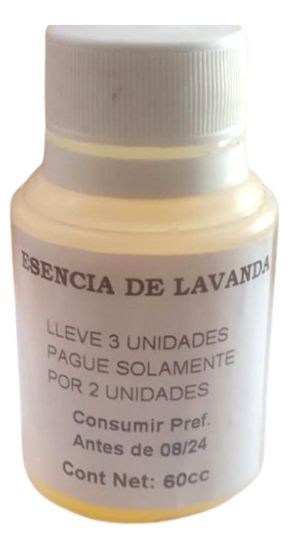 ESENCIA DE LAVANDA
LLEVE 3 UNIDADES
PAGUE SOLAMENTE
POR 2 UNIDADES
Consumir Pref.
Antes de 08/24
Cont Net: 60cc